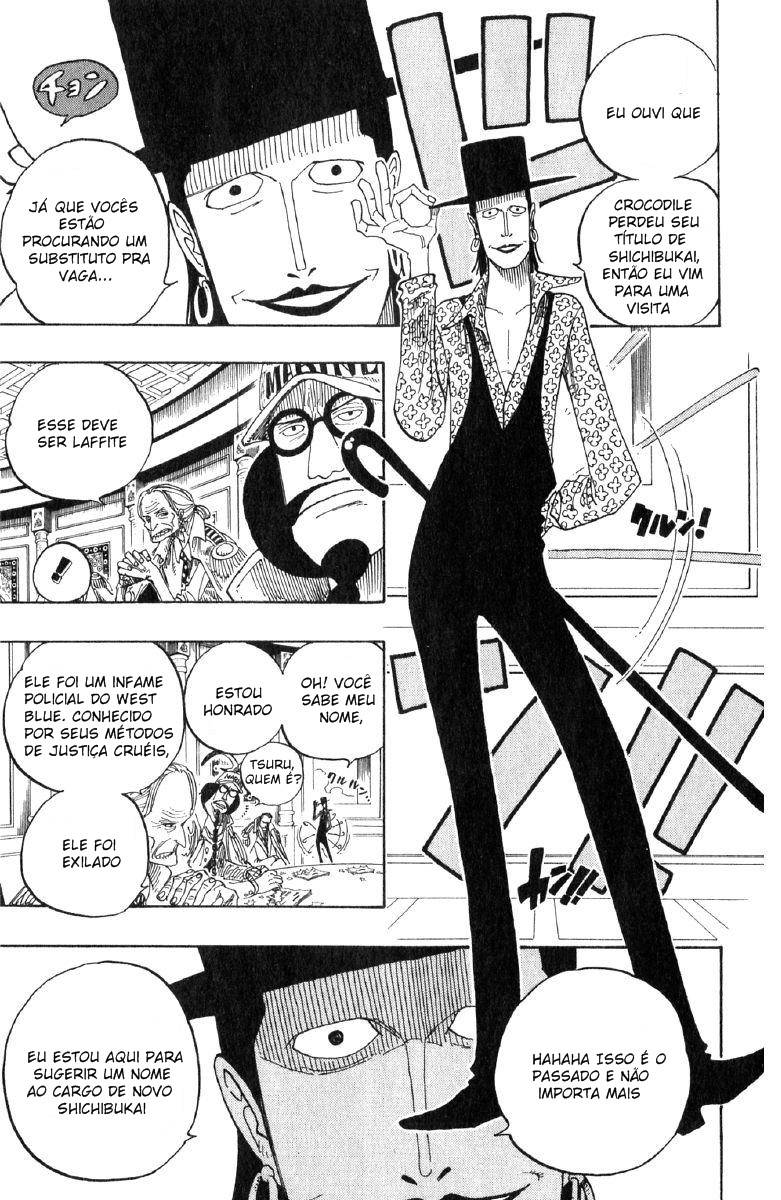 EU OUVI QUE
CROCODILE
PERDEU SEU
TÍTULO DE
SHICHIBUKAI,
ENTÃO EU VIM
PARA UMA
VISITA
チョン
JÁ QUE VOCÊS
ESTÃO
PROCURANDO UM
SUBSTITUTO PRA
VAGA...
クルン!
カン!!
MARINE
ESSE DEVE
SER LAFFITE
!
OH! VOCÊ
SABE MEU
NOME,
ESTOU
HONRADO
TSURU,
QUEM É?
クルルン...
ELE FOI UM INFAME
POLICIAL DO WEST
BLUE. CONHECIDO
POR SEUS MÉTODOS
DE JUSTIÇA CRUÉIS,
ELE FOI
EXILADO
HAHAHA ISSO É O
PASSADO E NÃO
IMPORTA MAIS
EU ESTOU AQUI PARA
SUGERIR UM NOME
AO CARGO DE NOVO
SHICHIBUKAI